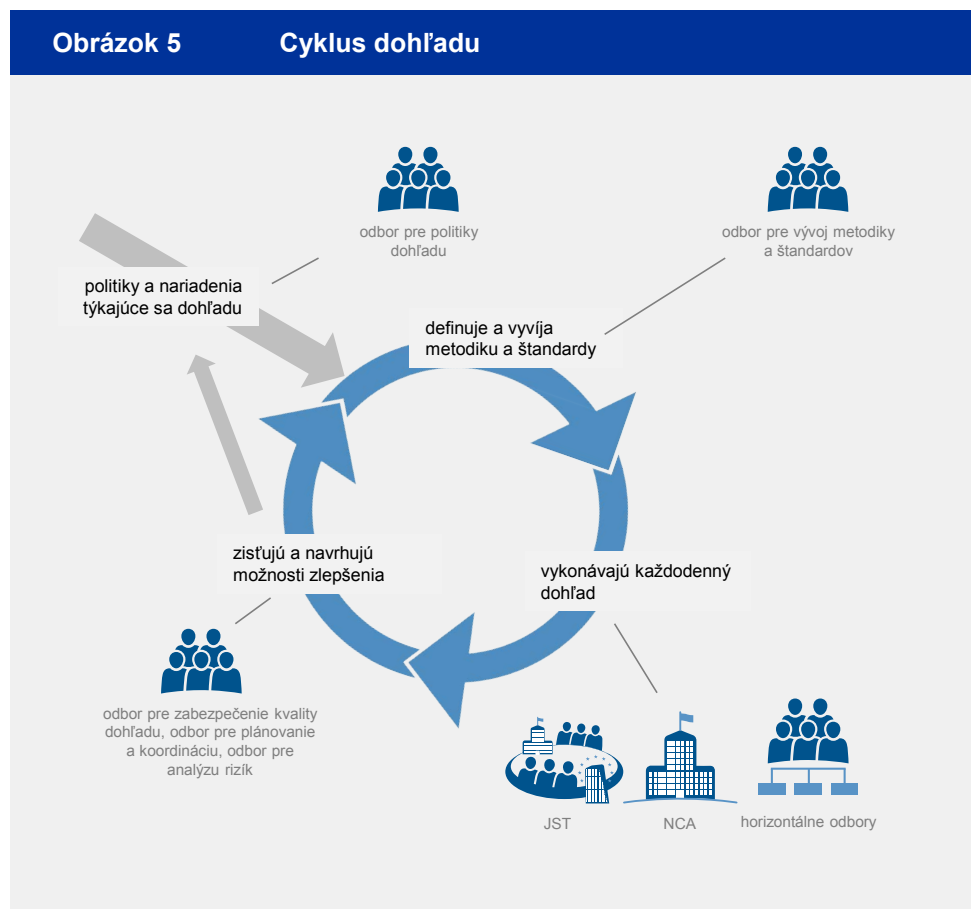 Obrázok 5 Cyklus dohľadu
odbor pre politiky
dohľadu
odbor pre vývoj metodiky
a štandardov
politiky a nariadenia
týkajúce sa dohľadu
definuje a vyvíja
metodiku a štandardy
zisťujú a navrhujú
možnosti zlepšenia
vykonávajú každodenný
dohľad
odbor pre zabezpečenie kvality
dohľadu, odbor pre plánovanie
a koordináciu, odbor pre
analýzu rizík
JST
NCA
horizontálne odbory